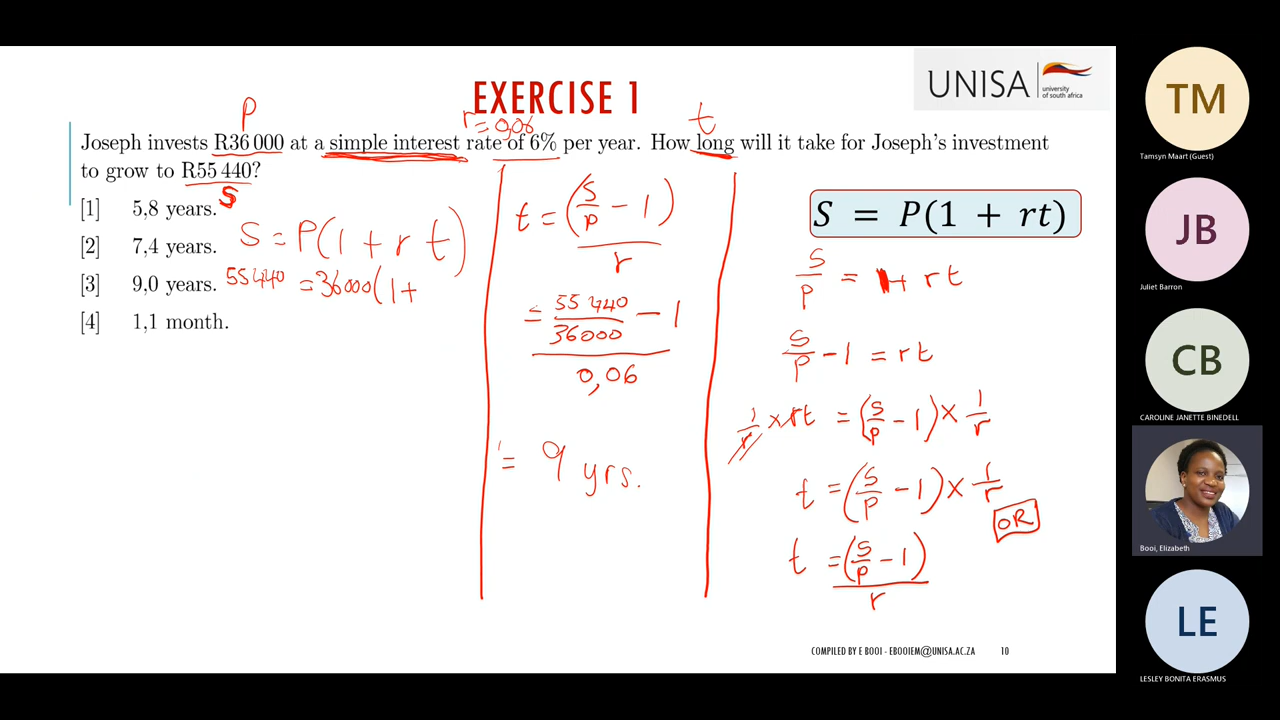 UNISA
university
of south africa
EXERCISE 1
P
r = 0,06
t
Joseph invests R36 000 at a simple interest rate of 6% per year. How long will it take for Joseph's investment
to grow to R55 440?
S
[1] 5,8 years.
[2] 7,4 years.
[3] 9,0 years.
[4] 1,1 month.
S = P(1 + r t)
55 440 = 36000(1+
t = (S/P - 1)
r
= 55 440/36000 - 1
0,06
= 9 yrs.
S = P(1 + rt)
S/P = 1 + rt
S/P - 1 = rt
1/r × rt = (S/P - 1) × 1/r
t = (S/P - 1) × 1/r
OR
t = (S/P - 1)
r
COMPILED BY E BOOI - EBOOIEM@UNISA.AC.ZA 10
TM
Tamsyn Maart (Guest)
JB
Juliet Barron
CB
CAROLINE JANETTE BINEDELL
Booi, Elizabeth
LE
LESLEY BONITA ERASMUS